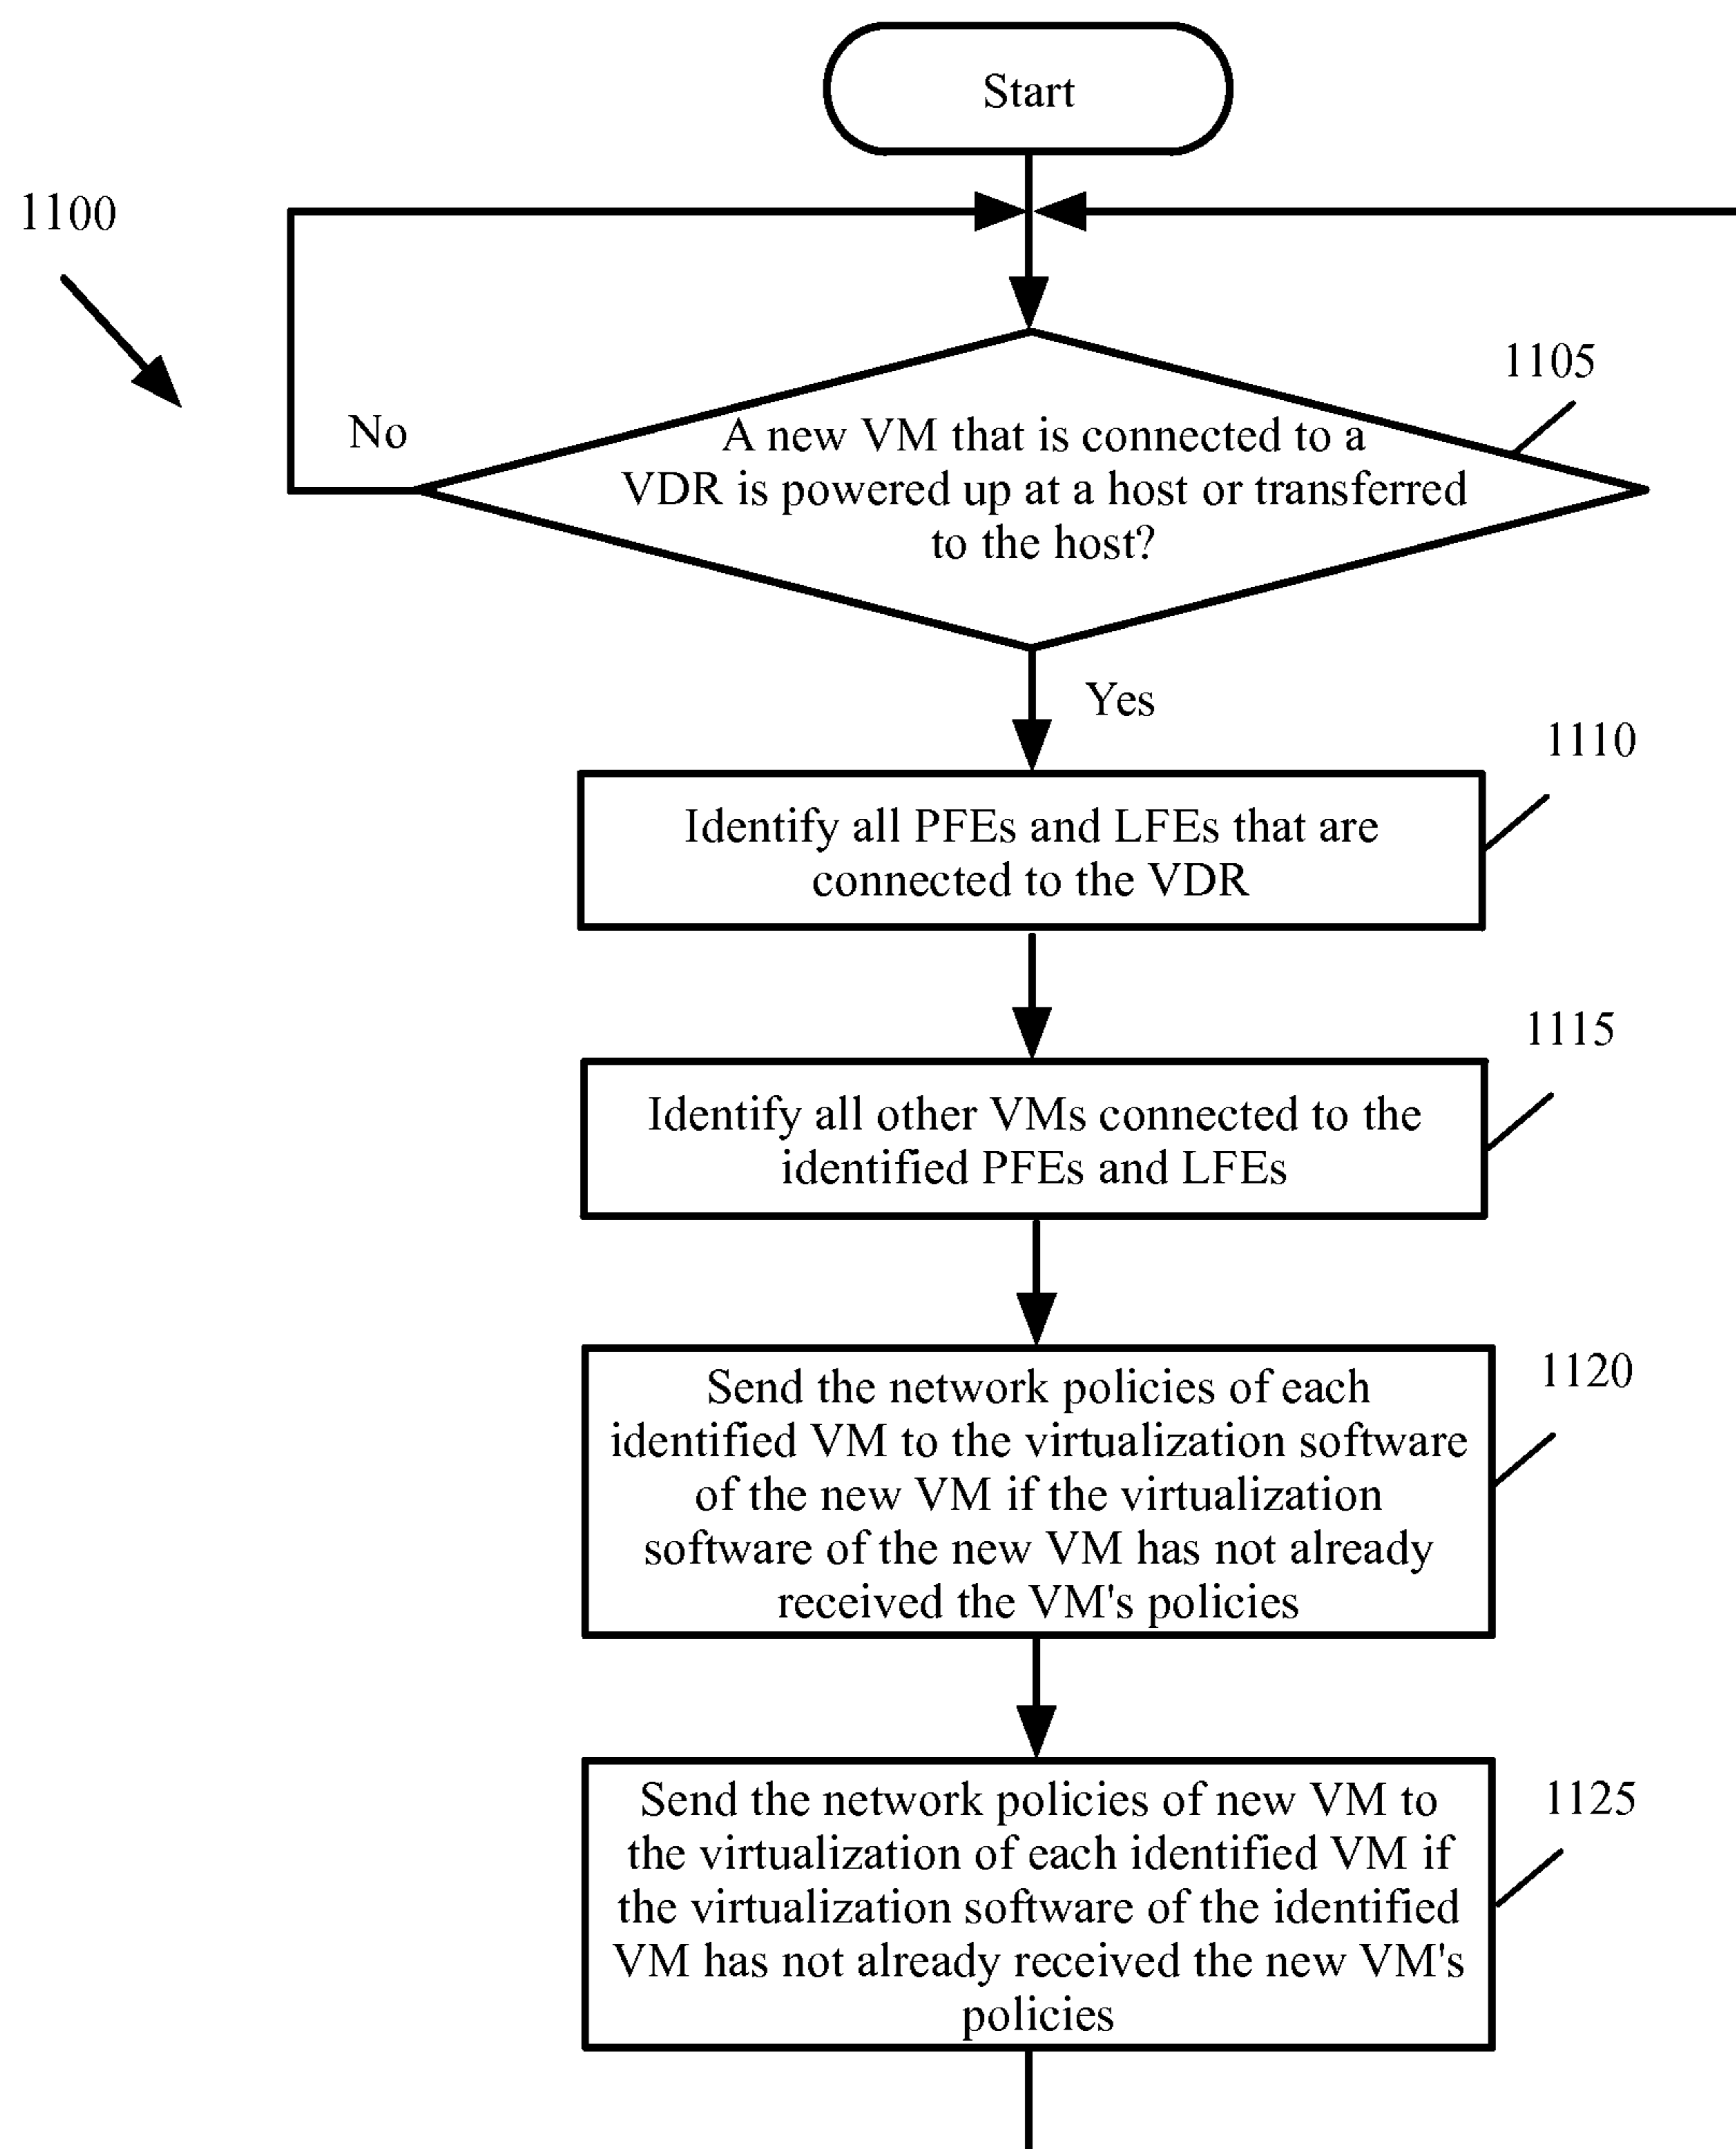 Start
1100
1105
No
A new VM that is connected to a
VDR is powered up at a host or transferred
to the host?
Yes
1110
Identify all PFEs and LFEs that are
connected to the VDR
1115
Identify all other VMs connected to the
identified PFEs and LFEs
1120
Send the network policies of each
identified VM to the virtualization software
of the new VM if the virtualization
software of the new VM has not already
received the VM's policies
1125
Send the network policies of new VM to
the virtualization of each identified VM if
the virtualization software of the identified
VM has not already received the new VM's
policies